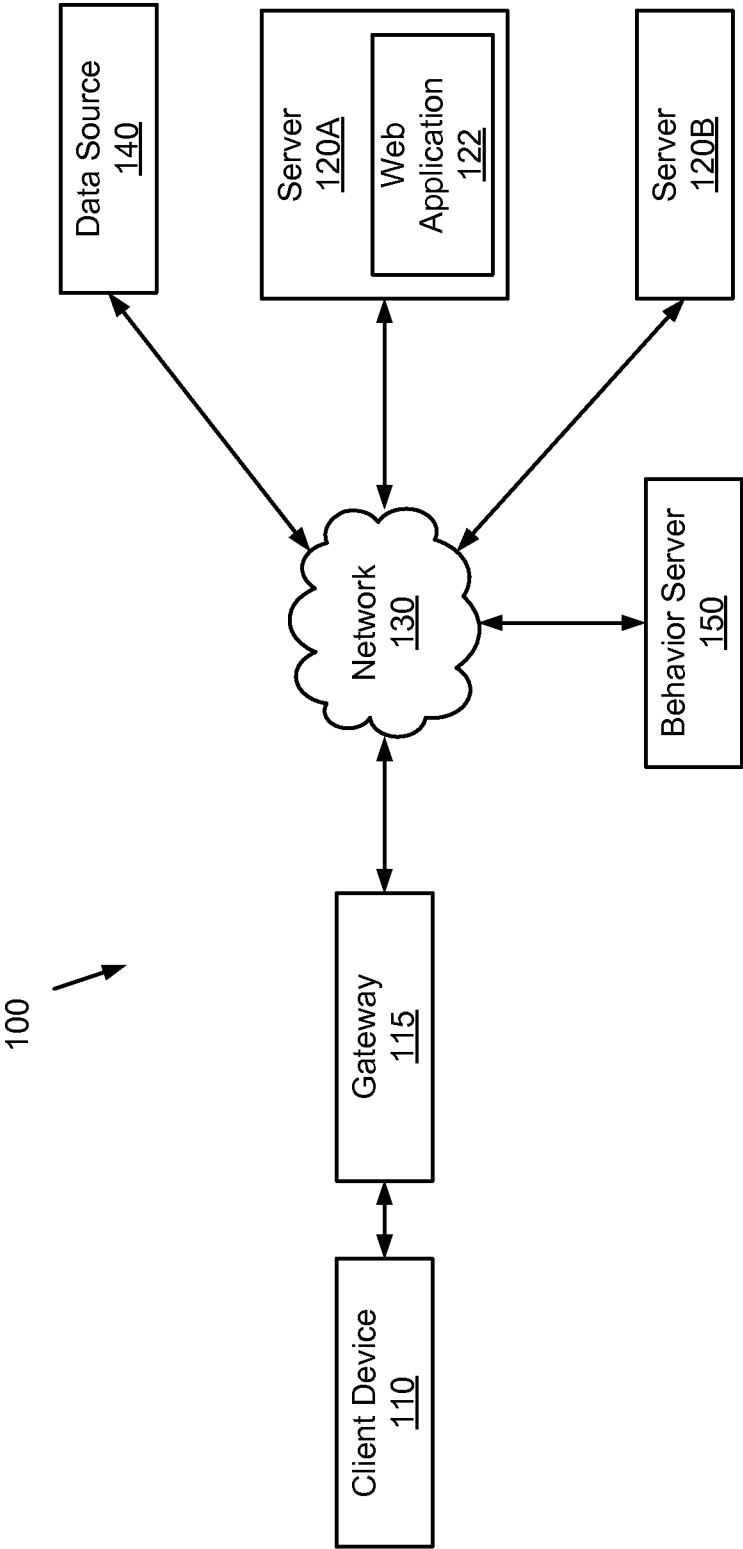 100
Client Device
110
Gateway
115
Network
130
Data Source
140
Server
120A
Web
Application
122
Server
120B
Behavior Server
150